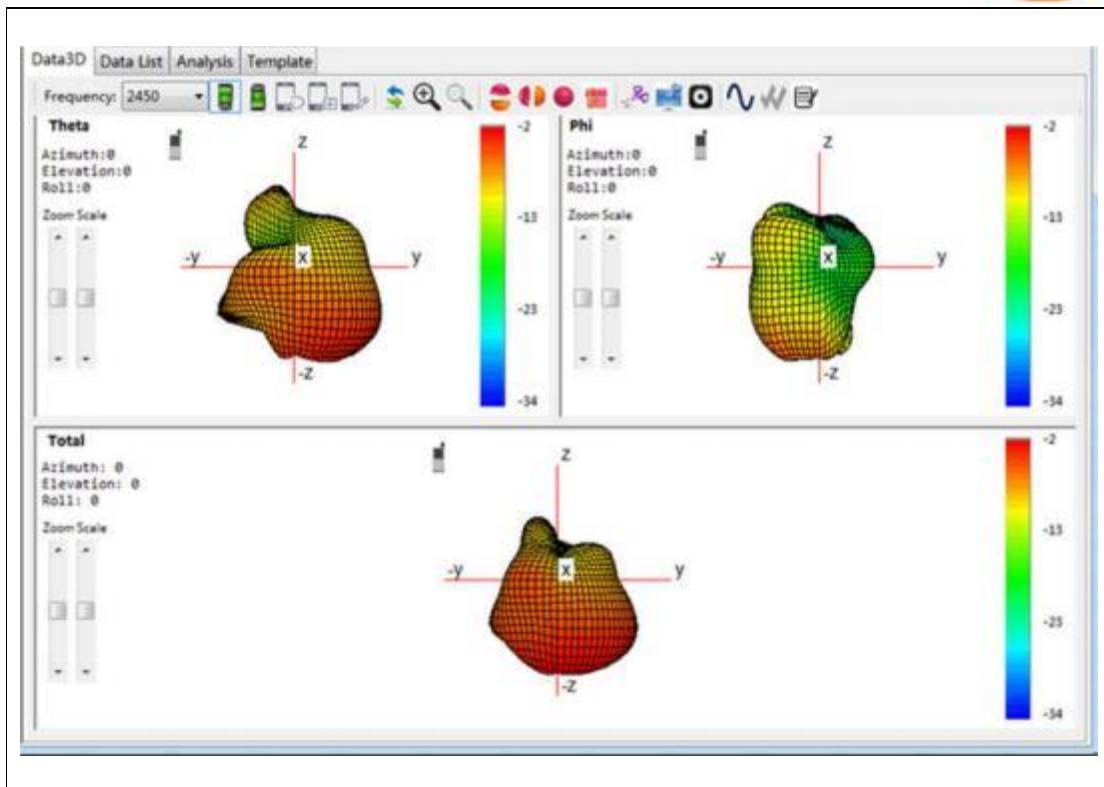 Data3D Data List Analysis Template
Frequency: 2450
Theta
Azimuth:0
Elevation:0
Roll:0
Zoom Scale
z
-y
x
y
-z
-2
-13
-23
-34
Phi
Azimuth:0
Elevation:0
Roll:0
Zoom Scale
z
-y
x
y
-z
-2
-13
-23
-34
Total
Azimuth: 0
Elevation: 0
Roll: 0
Zoom Scale
z
-y
x
y
-z
-2
-13
-23
-34